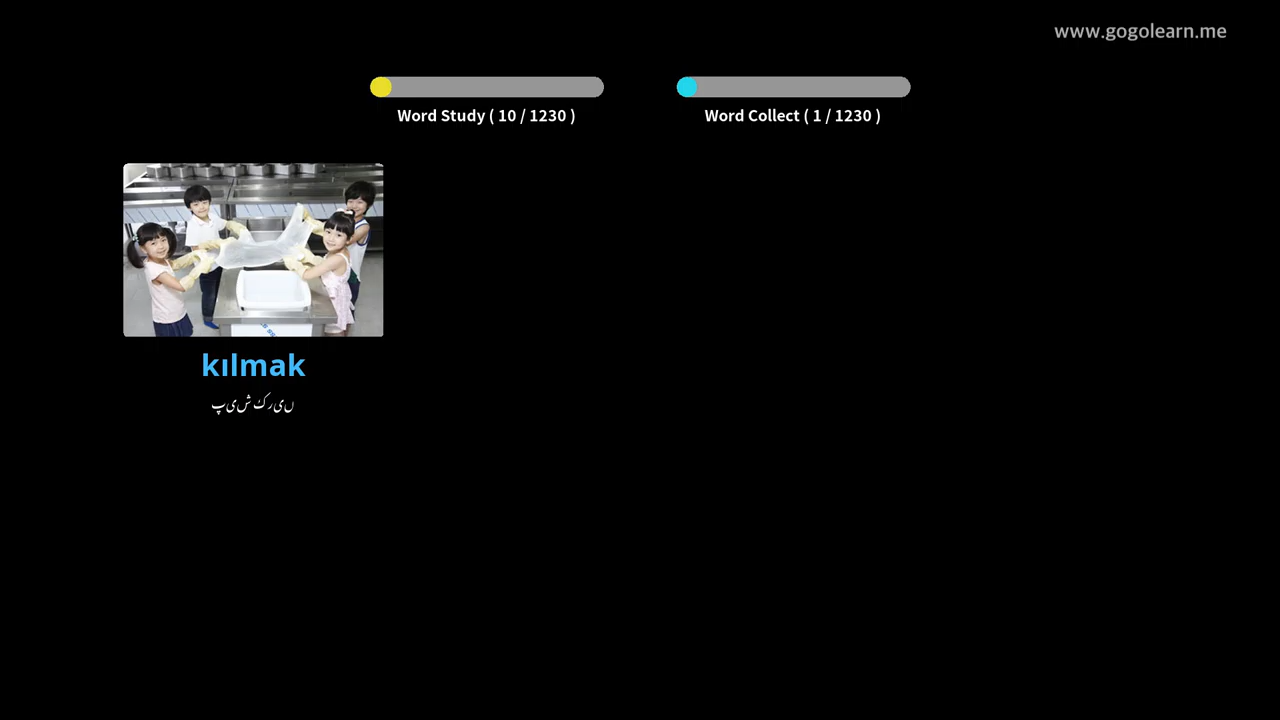 www.gogolearn.me
Word Study ( 10 / 1230 )
Word Collect ( 1 / 1230 )
kılmak
پیش کریں